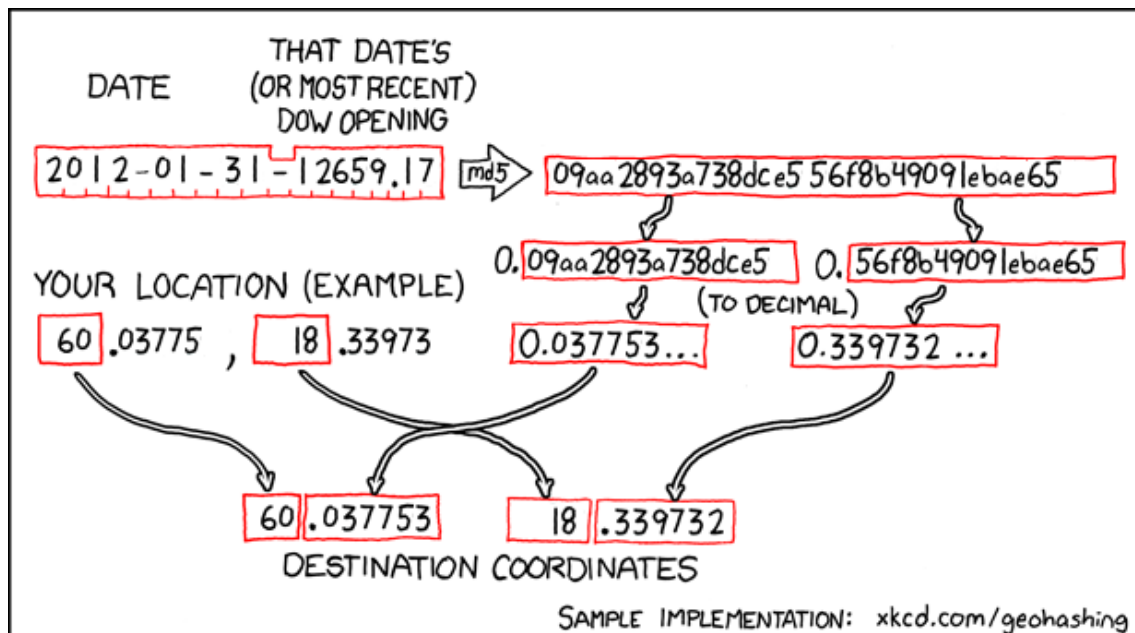 DATE
THAT DATE'S
(OR MOST RECENT)
DOW OPENING
2012-01-31-12659.17
md5
09aa2893a738dce556f8b49091ebae65
0.09aa2893a738dce5
0.56f8b49091ebae65
YOUR LOCATION (EXAMPLE)
(TO DECIMAL)
60.03775, 18.33973
0.037753...
0.339732...
60.037753
18.339732
DESTINATION COORDINATES
SAMPLE IMPLEMENTATION: xkcd.com/geohashing